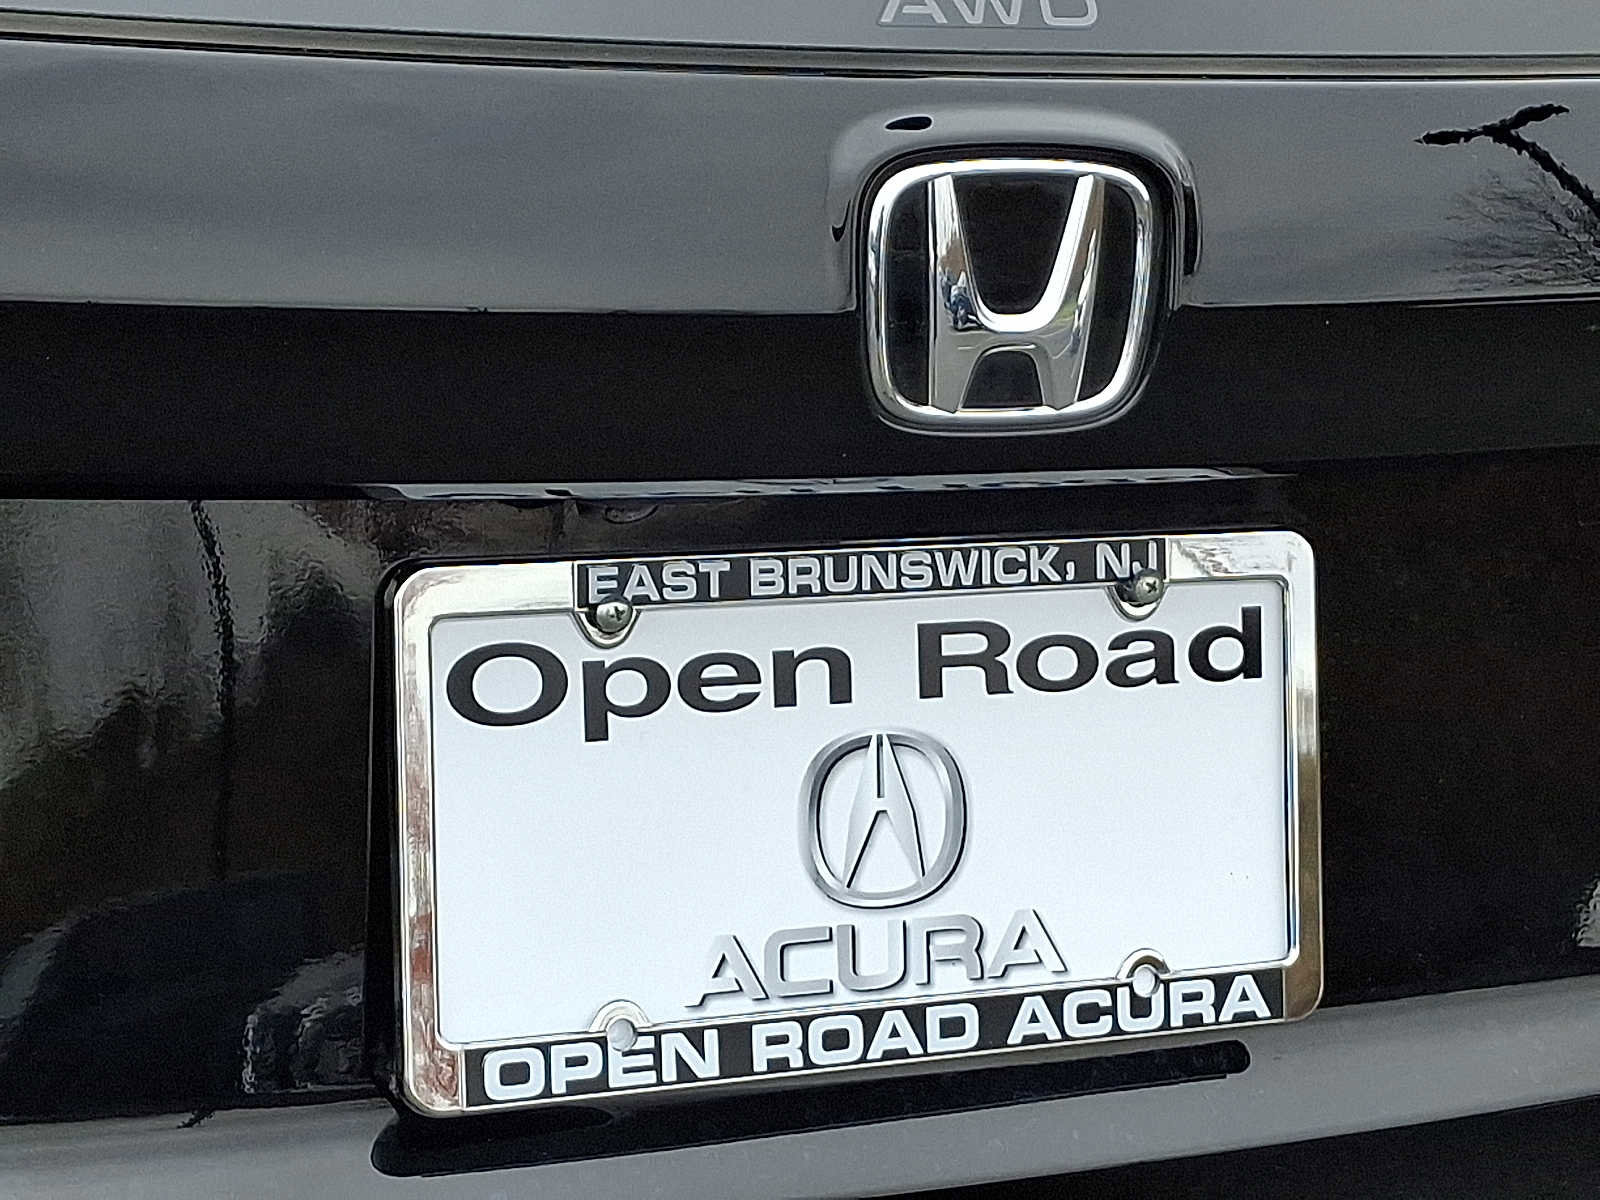 AWD
EAST BRUNSWICK, NJ
Open Road
ACURA
OPEN ROAD ACURA